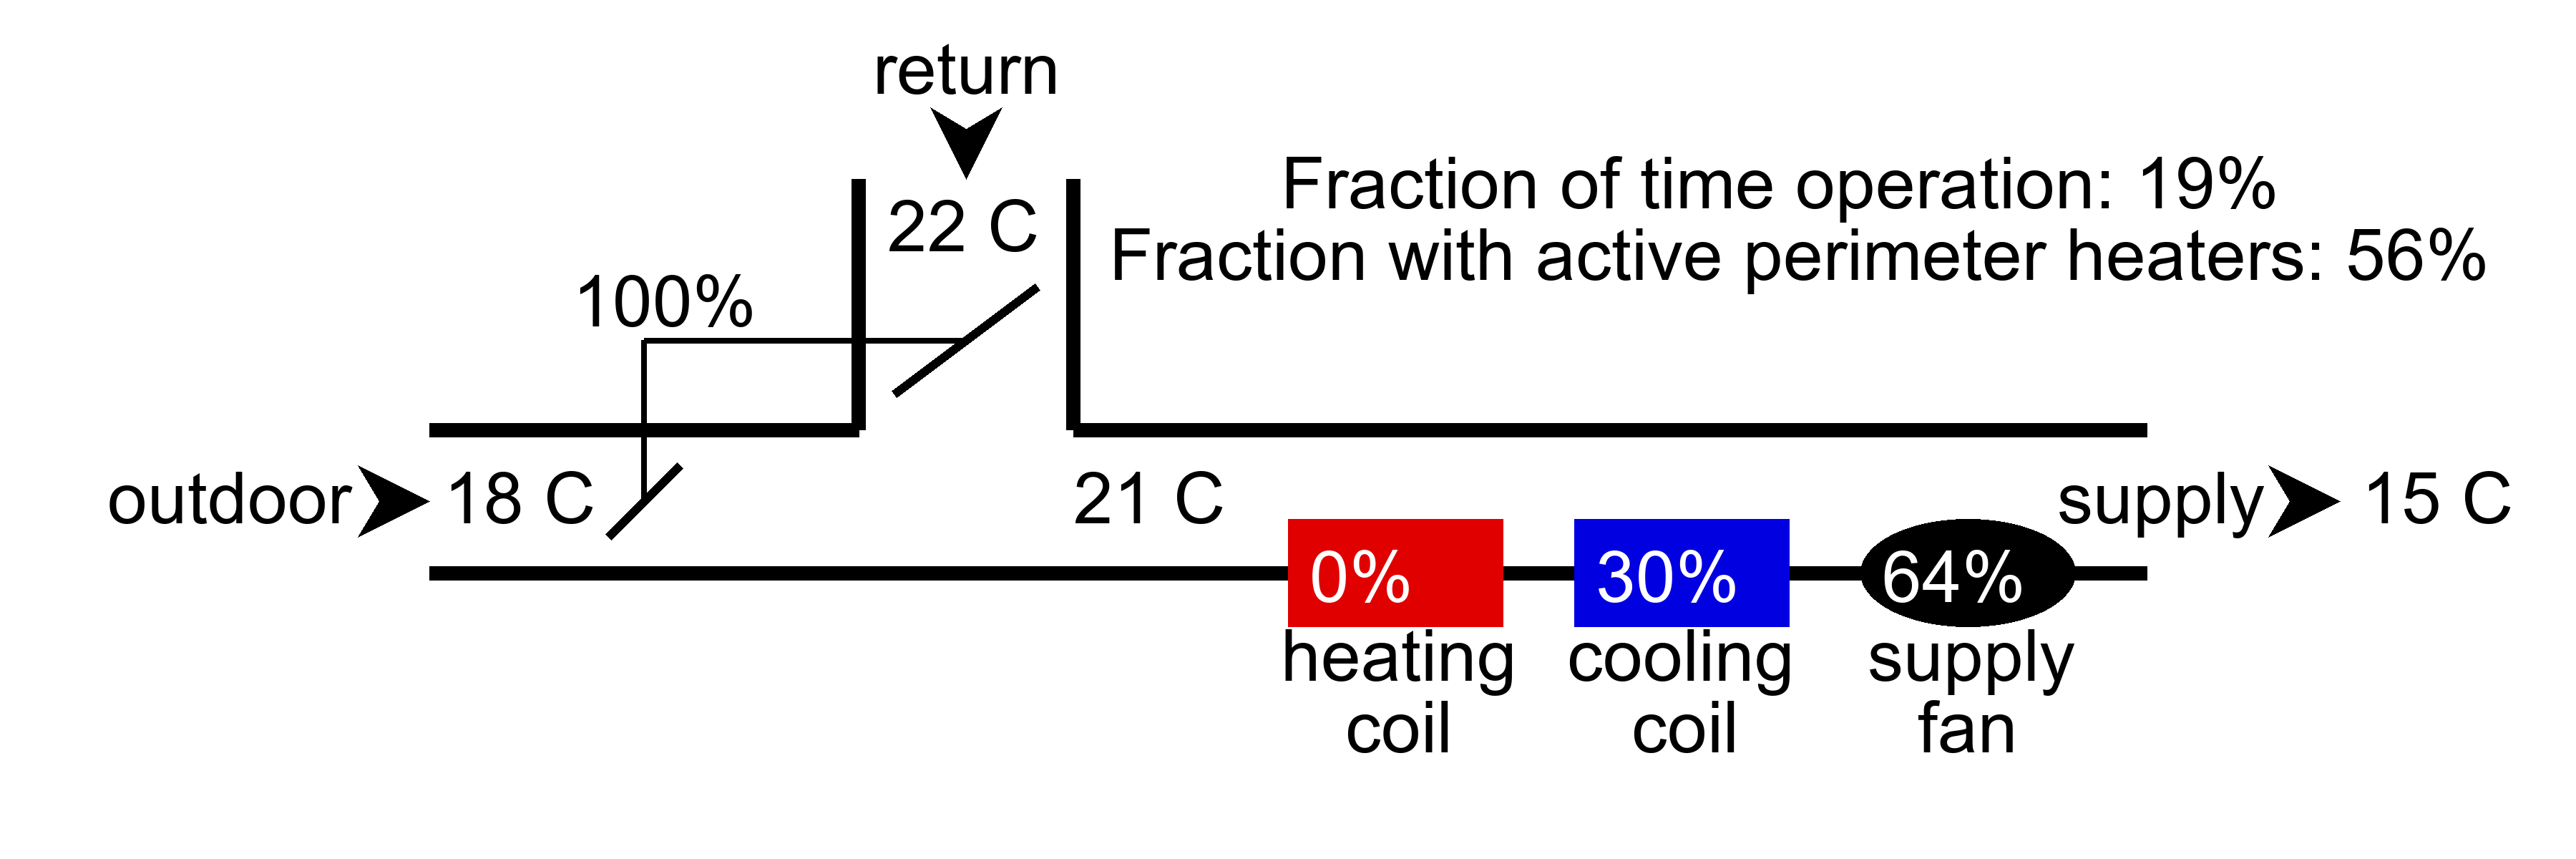 return
22 C
Fraction of time operation: 19%
Fraction with active perimeter heaters: 56%
100%
outdoor
18 C
21 C
supply
15 C
0%
30%
64%
heating
coil
cooling
coil
supply
fan